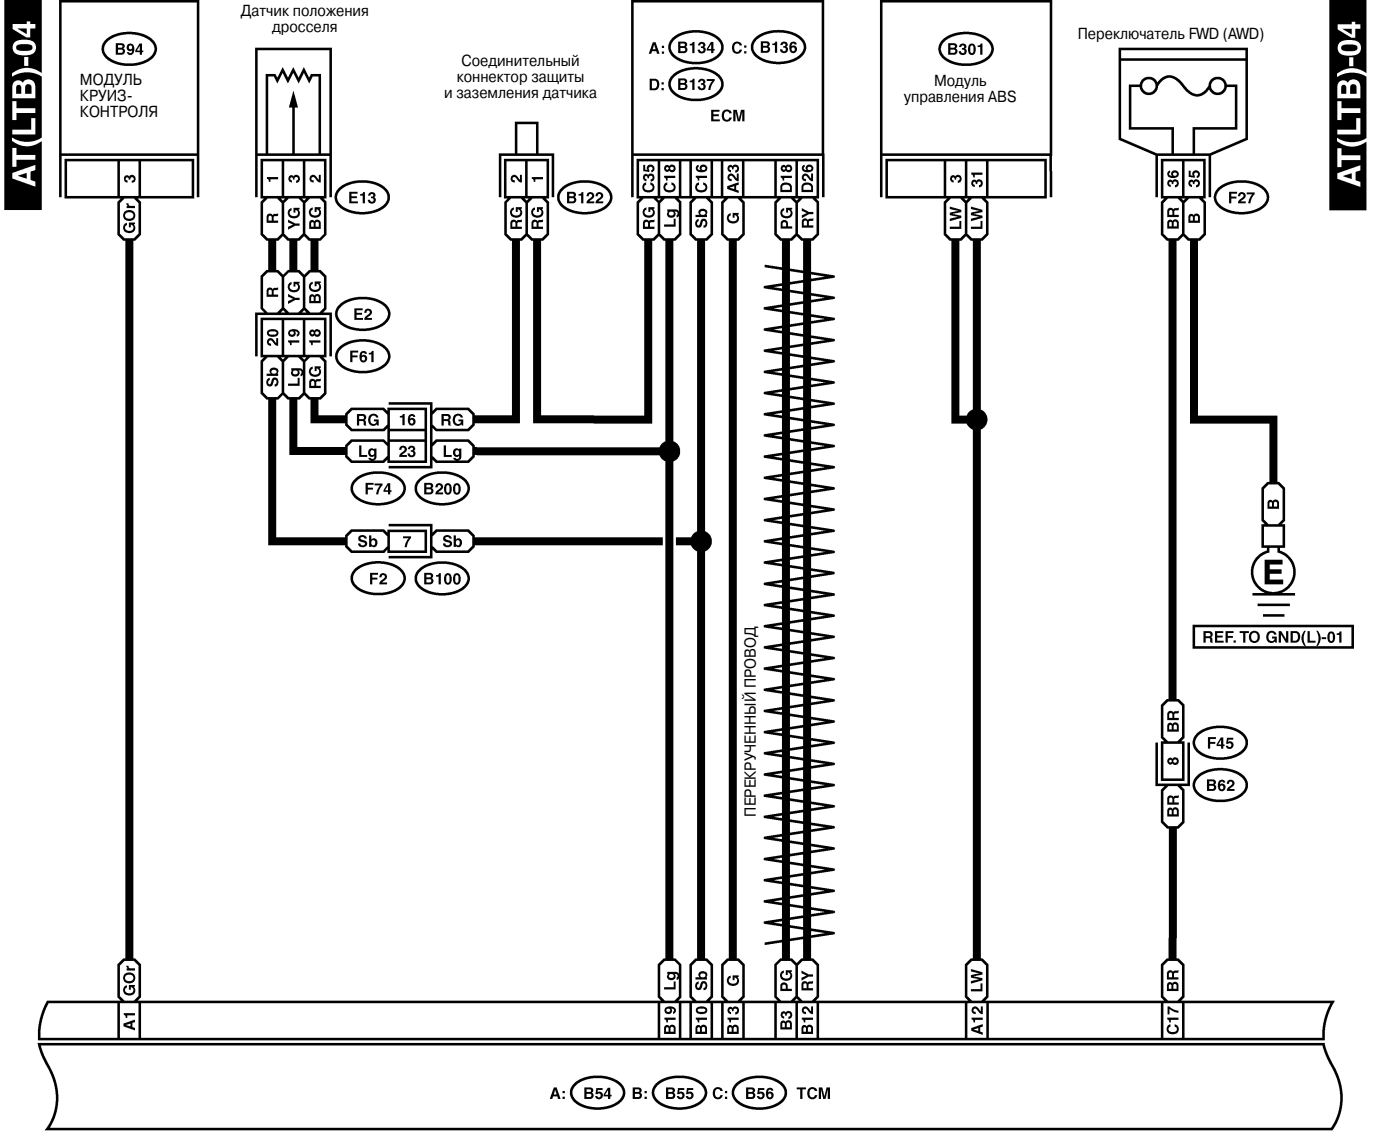 AT(LTB)-04
B94
МОДУЛЬ
КРУИЗ-
КОНТРОЛЯ
Датчик положения
дросселя
Соединительный
коннектор защиты
и заземления датчика
A: B134 C: B136
D: B137
ECM
B301
Модуль
управления ABS
Переключатель FWD (AWD)
AT(LTB)-04
3
1 3 2
E13
2 1
B122
C35 C18 C16 A23 D18 D26
3 31
36 35
F27
GOr
R YG BG
RG RG
RG Lg Sb G PG RY
LW LW
BR B
R YG BG
E2
20 19 18
F61
Sb Lg RG
RG 16 RG
Lg 23 Lg
F74 B200
Sb 7 Sb
F2 B100
B
E
REF. TO GND(L)-01
ПЕРЕКРУЧЕННЫЙ ПРОВОД
BR
F45
8
B62
BR
GOr Lg Sb G PG RY LW BR
A1 B19 B10 B13 B3 B12 A12 C17
A: B54 B: B55 C: B56 TCM